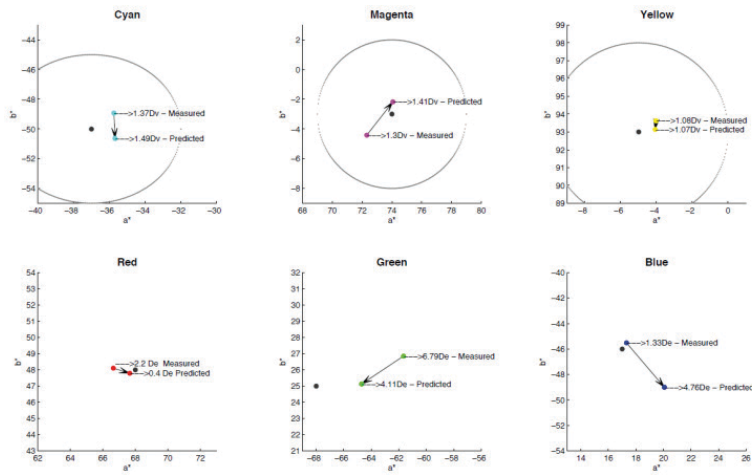 Cyan
−44
−46
−48
−50
−52
−54
b*
---->1.37Dv − Measured
---->1.49Dv − Predicted
−40 −38 −36 −34 −32 −30
a*
Magenta
2
0
−2
−4
−6
−8
b*
---->1.41Dv − Predicted
---->1.3Dv − Measured
68 70 72 74 76 78 80
a*
Yellow
98
97
96
95
94
93
92
91
90
89
b*
---->1.08Dv − Measured
---->1.07Dv − Predicted
−8 −6 −4 −2 0
a*
Red
54
53
52
51
50
49
48
47
46
45
44
43
b*
---->2.2 De Measured
---->0.4 De Predicted
64 66 68 70 72
a*
Green
32
31
30
29
28
27
26
25
24
23
22
21
b*
---->6.79De − Measured
---->4.11De − Predicted
−68 −66 −64 −62 −60 −58 −56
a*
Blue
−40
−42
−44
−46
−48
−50
−52
−54
b*
---->1.33De − Measured
---->4.76De − Predicted
14 16 18 20 22 24 26
a*